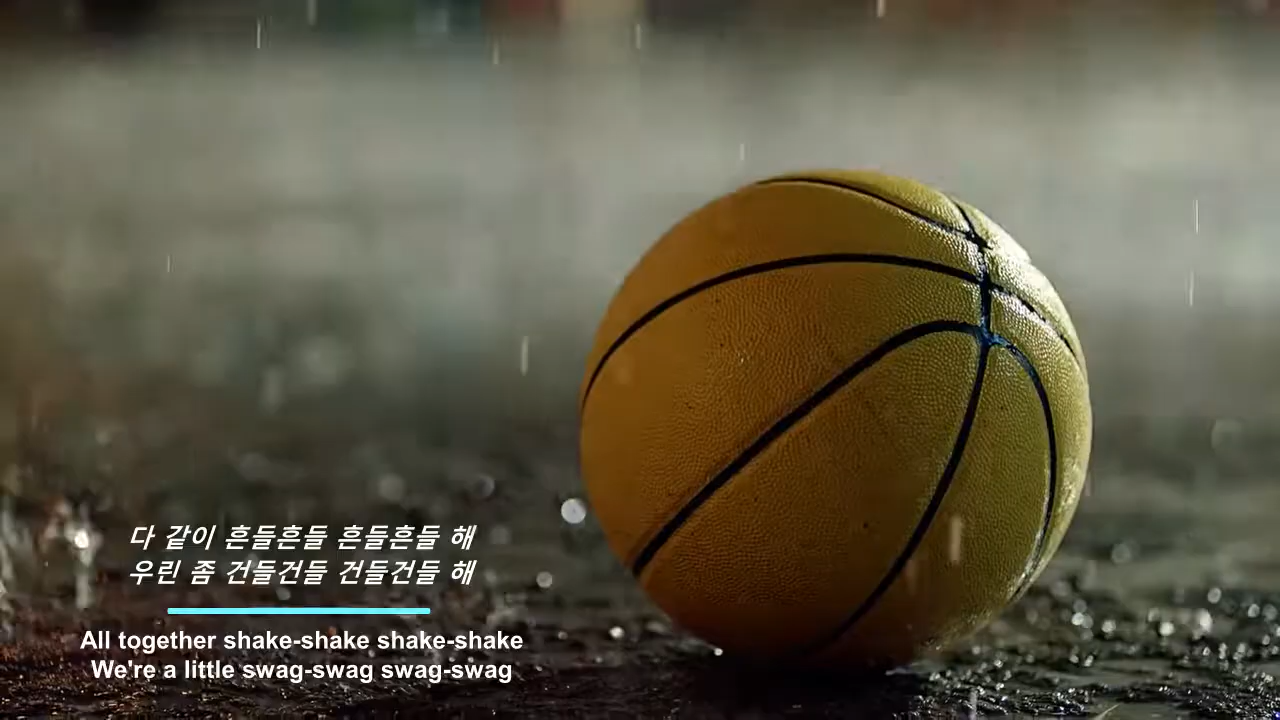 다 같이 흔들흔들 흔들흔들 해
우린 좀 건들건들 건들건들 해
All together shake-shake shake-shake
We're a little swag-swag swag-swag